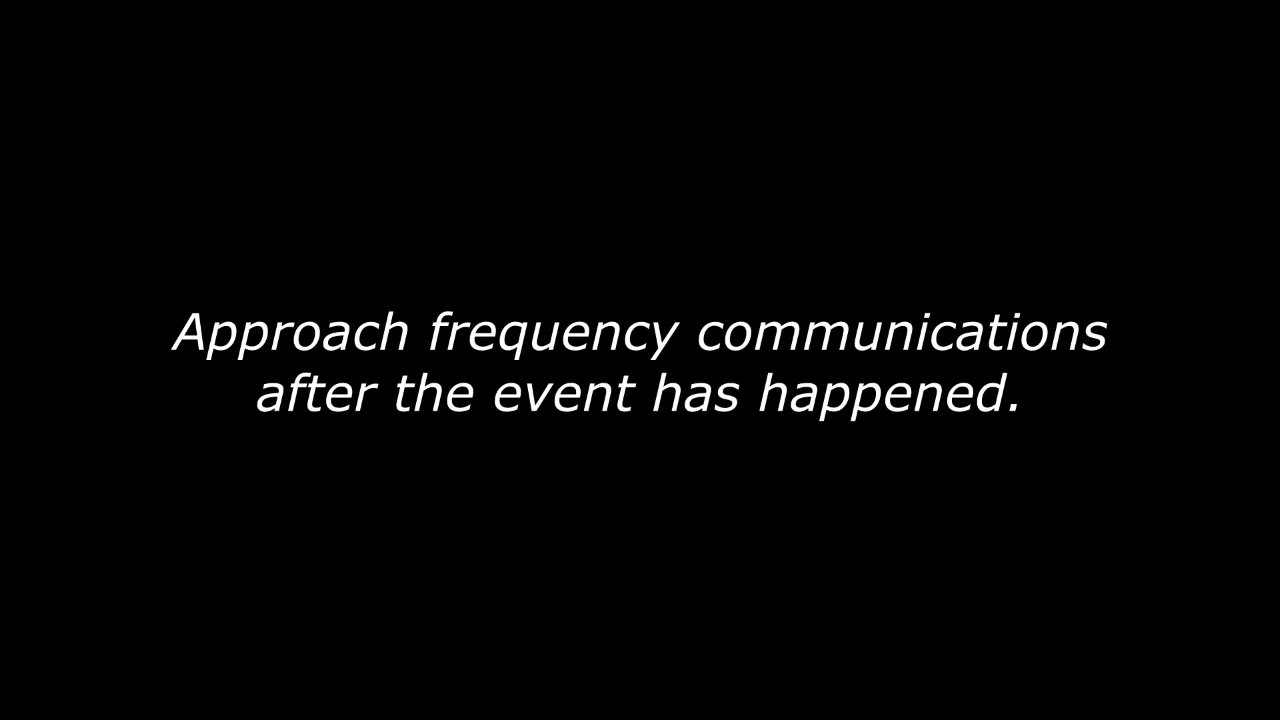 Approach frequency communications
after the event has happened.